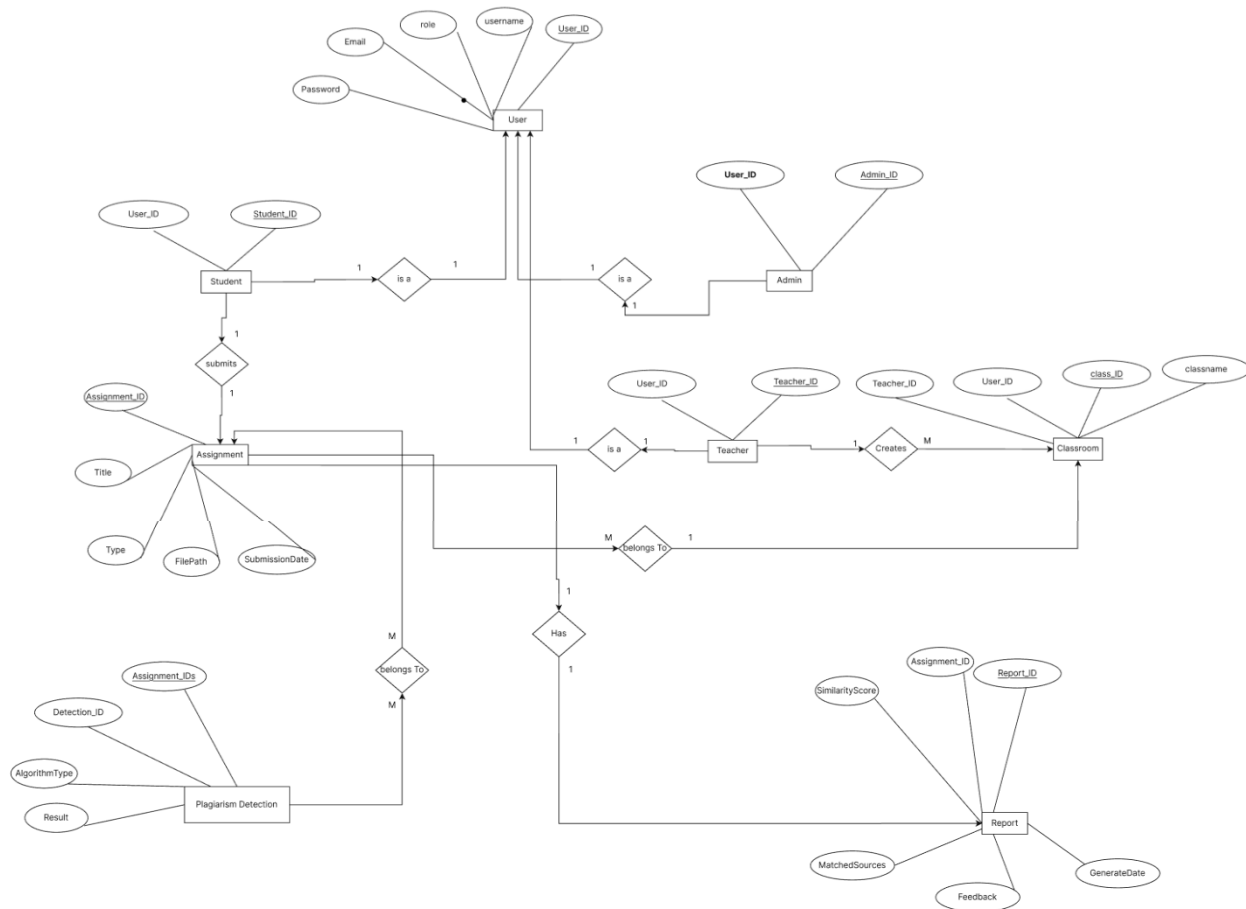 role
username
User_ID
Email
Password
User
User_ID
Admin_ID
User_ID
Student_ID
Student
1
is a
1
1
is a
1
Admin
1
submits
1
User_ID
Teacher_ID
Teacher_ID
User_ID
class_ID
classname
Assignment_ID
Assignment
1
is a
1
Teacher
1
Creates
M
Classroom
Title
Type
FilePath
SubmissionDate
M
belongs To
1
1
Has
1
M
belongs To
M
Assignment_IDs
Detection_ID
AlgorithmType
Result
Plagiarism Detection
Assignment_ID
Report_ID
SimilarityScore
Report
MatchedSources
Feedback
GenerateDate